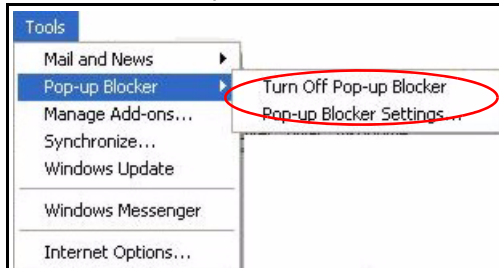 Tools
Mail and News
Pop-up Blocker
Turn Off Pop-up Blocker
Manage Add-ons...
Pop-up Blocker Settings...
Synchronize...
Windows Update
Windows Messenger
Internet Options...